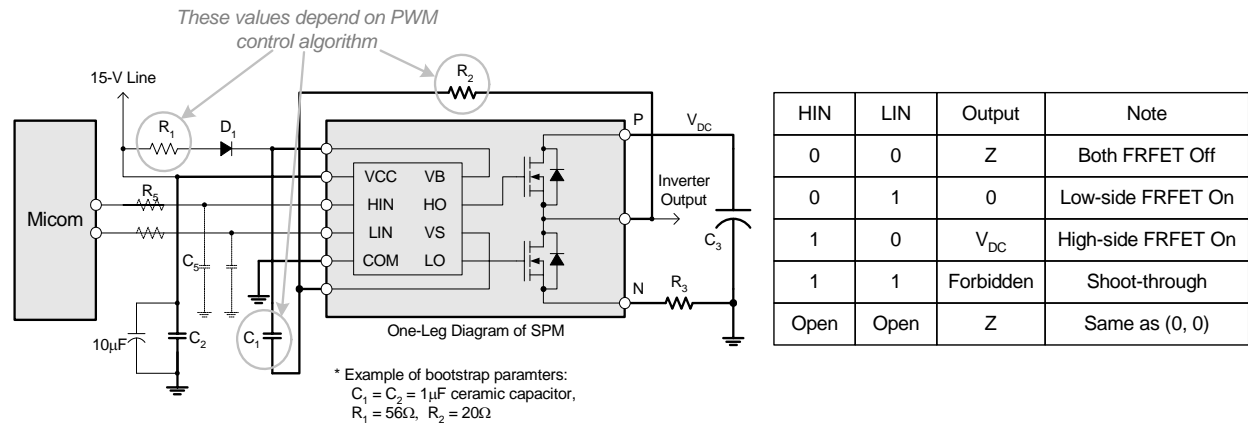 These values depend on PWM
control algorithm
R2
15-V Line
R1
D1
P
VDC
VCC VB
R5
HIN HO
Micom
LIN VS
COM LO
Inverter
Output
C3
C5
N
R3
One-Leg Diagram of SPM
10μF
C2
C1
* Example of bootstrap paramters:
C1 = C2 = 1μF ceramic capacitor,
R1 = 56Ω, R2 = 20Ω
HIN LIN Output Note
0 0 Z Both FRFET Off
0 1 0 Low-side FRFET On
1 0 VDC High-side FRFET On
1 1 Forbidden Shoot-through
Open Open Z Same as (0, 0)